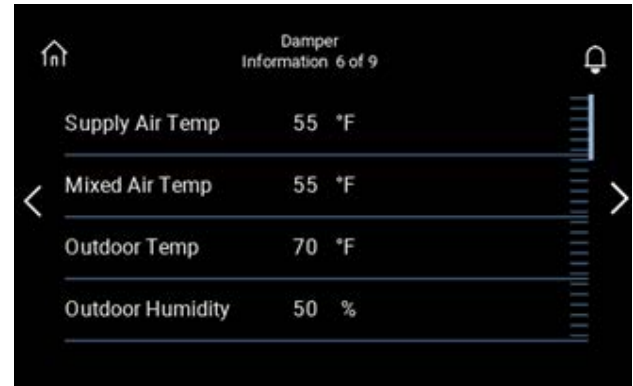 Damper
Information 6 of 9
Supply Air Temp 55 °F
Mixed Air Temp 55 °F
Outdoor Temp 70 °F
Outdoor Humidity 50 %